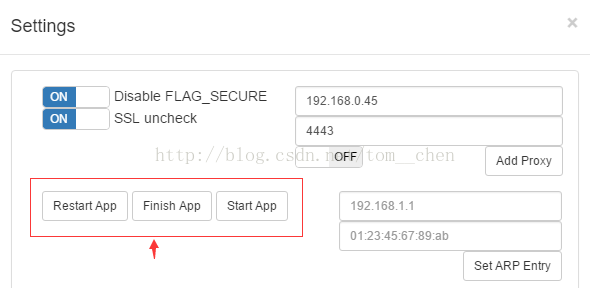 Settings
×
ON Disable FLAG_SECURE
192.168.0.45
ON SSL uncheck
4443
http://blog.csdn.net/tom__chen
OFF
Add Proxy
Restart App Finish App Start App
192.168.1.1
01:23:45:67:89:ab
Set ARP Entry